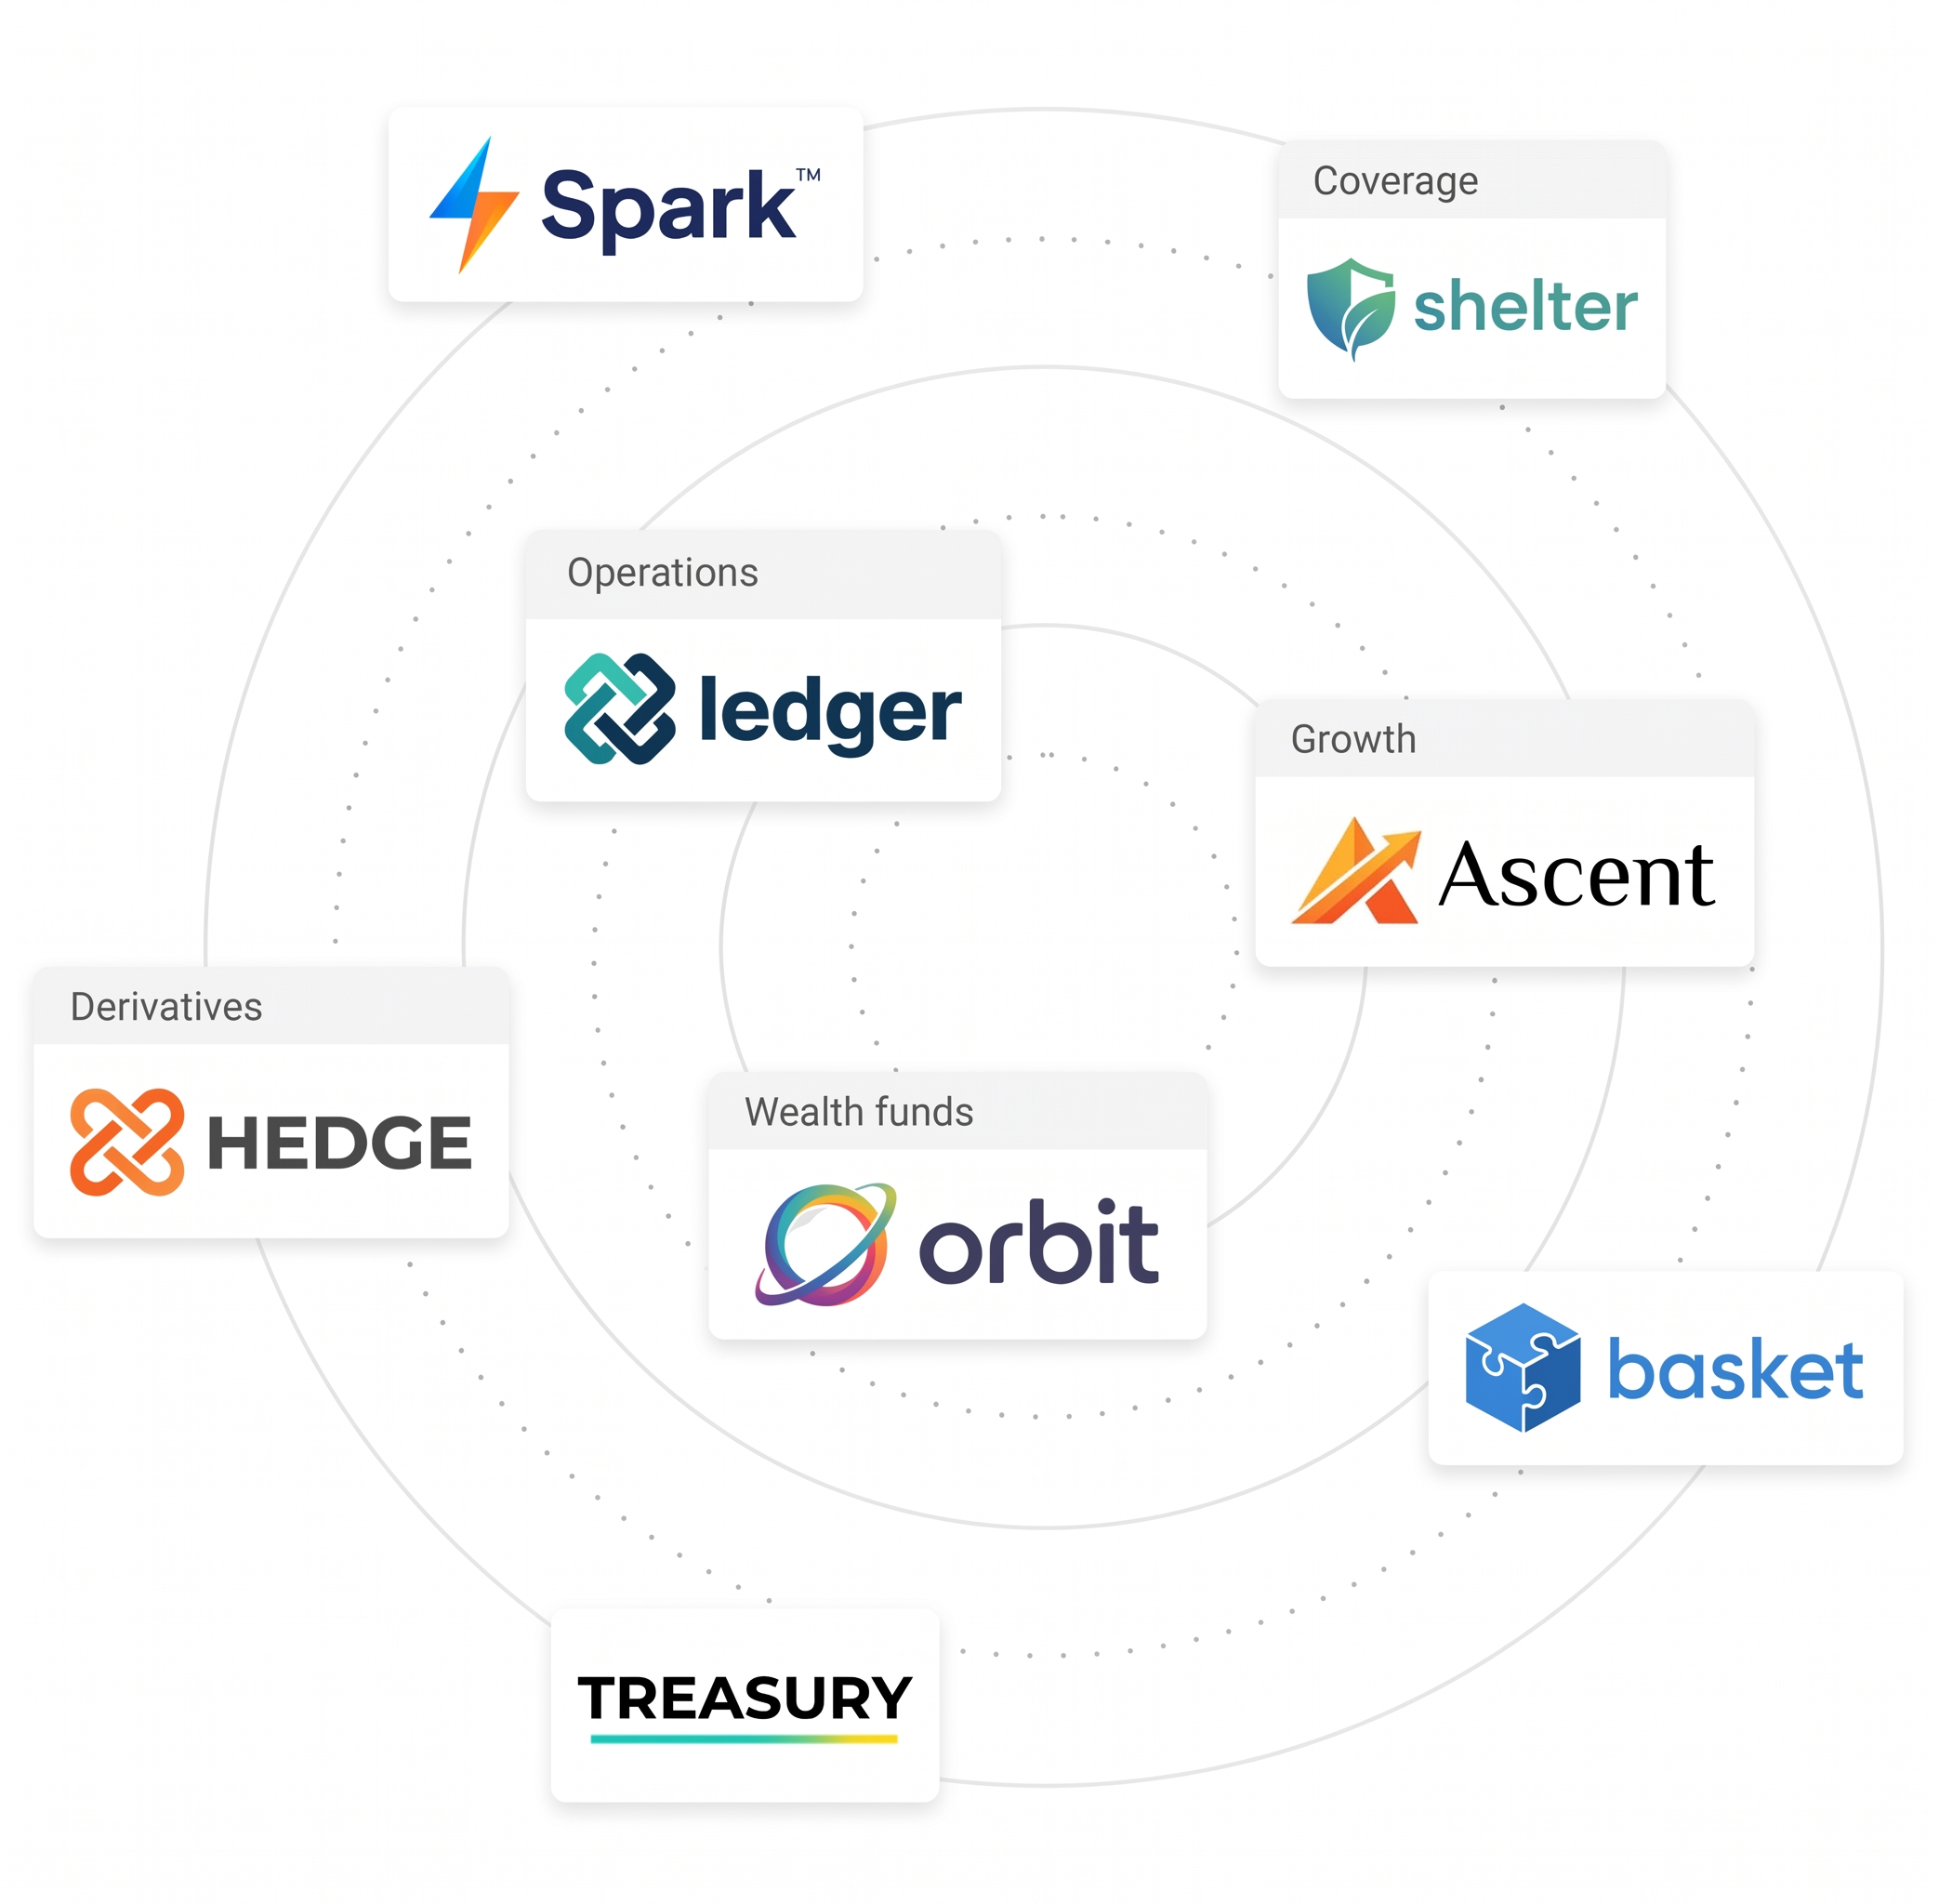 Spark™
Coverage
shelter
Operations
ledger
Growth
Ascent
Derivatives
HEDGE
Wealth funds
orbit
basket
TREASURY